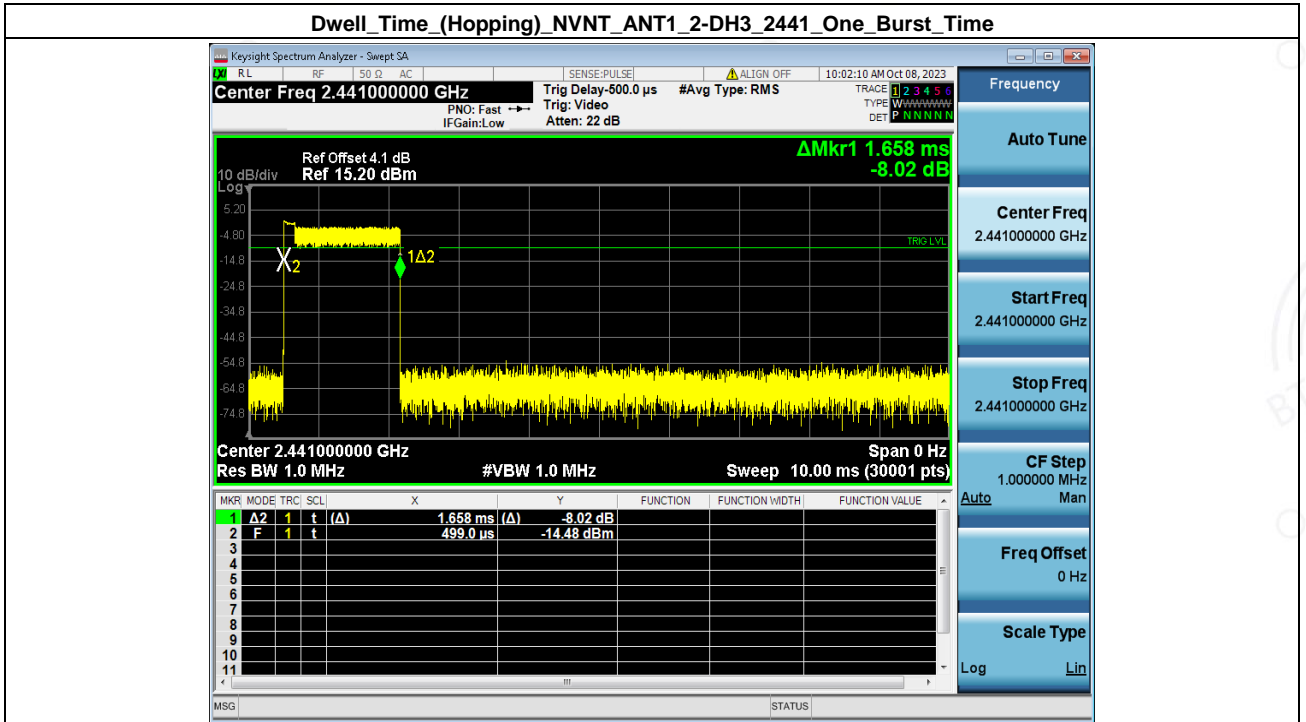 Dwell_Time_(Hopping)_NVNT_ANT1_2-DH3_2441_One_Burst_Time
Keysight Spectrum Analyzer - Swept SA
LXI RL RF 50 Ω AC SENSE:PULSE ALIGN OFF 10:02:10 AM Oct 08, 2023
Center Freq 2.441000000 GHz Trig Delay-500.0 µs #Avg Type: RMS TRACE 1 2 3 4 5 6
PNO: Fast Trig: Video TYPE WWWWWW
IFGain:Low Atten: 22 dB DET P N N N N N
ΔMkr1 1.658 ms
Ref Offset 4.1 dB
10 dB/div Ref 15.20 dBm -8.02 dB
Log
5.20
-4.80
TRIG LVL
-14.8
X2
1Δ2
-24.8
-34.8
-44.8
-54.8
-64.8
-74.8
Center 2.441000000 GHz Span 0 Hz
Res BW 1.0 MHz #VBW 1.0 MHz Sweep 10.00 ms (30001 pts)
MKR MODE TRC SCL X Y FUNCTION FUNCTION WIDTH FUNCTION VALUE
1 Δ2 1 t (Δ) 1.658 ms (Δ) -8.02 dB
2 F 1 t 499.0 µs -14.48 dBm
3
4
5
6
7
8
9
10
11
MSG STATUS
Frequency
Auto Tune
Center Freq
2.441000000 GHz
Start Freq
2.441000000 GHz
Stop Freq
2.441000000 GHz
CF Step
1.000000 MHz
Auto Man
Freq Offset
0 Hz
Scale Type
Log Lin